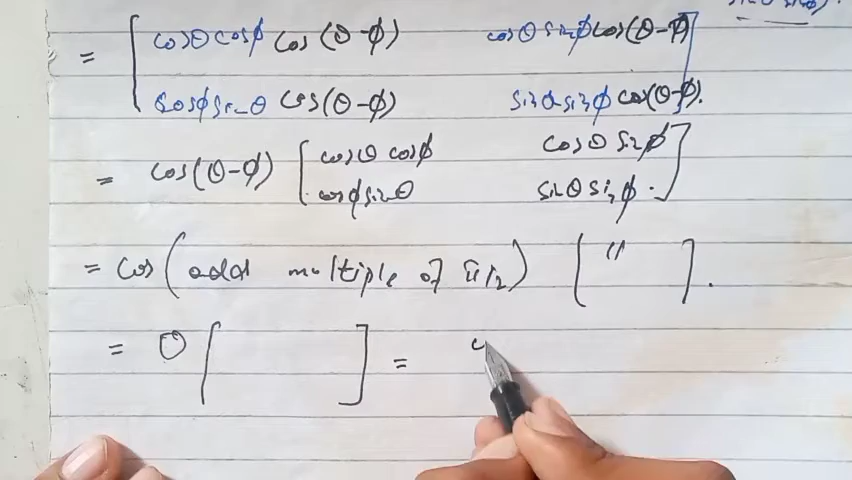 = [ cosθ cosϕ cos (θ-ϕ) cosθ sinϕ cos(θ-ϕ) ]
cosϕ sinθ cos(θ-ϕ) sinθ sinϕ cos(θ-ϕ).
= cos(θ-ϕ) [ cosθ cosϕ cosθ sinϕ ]
cosϕ sinθ sinθ sinϕ .
= cos (odd multiple of π/2) [ " ] .
= 0 [ ] =